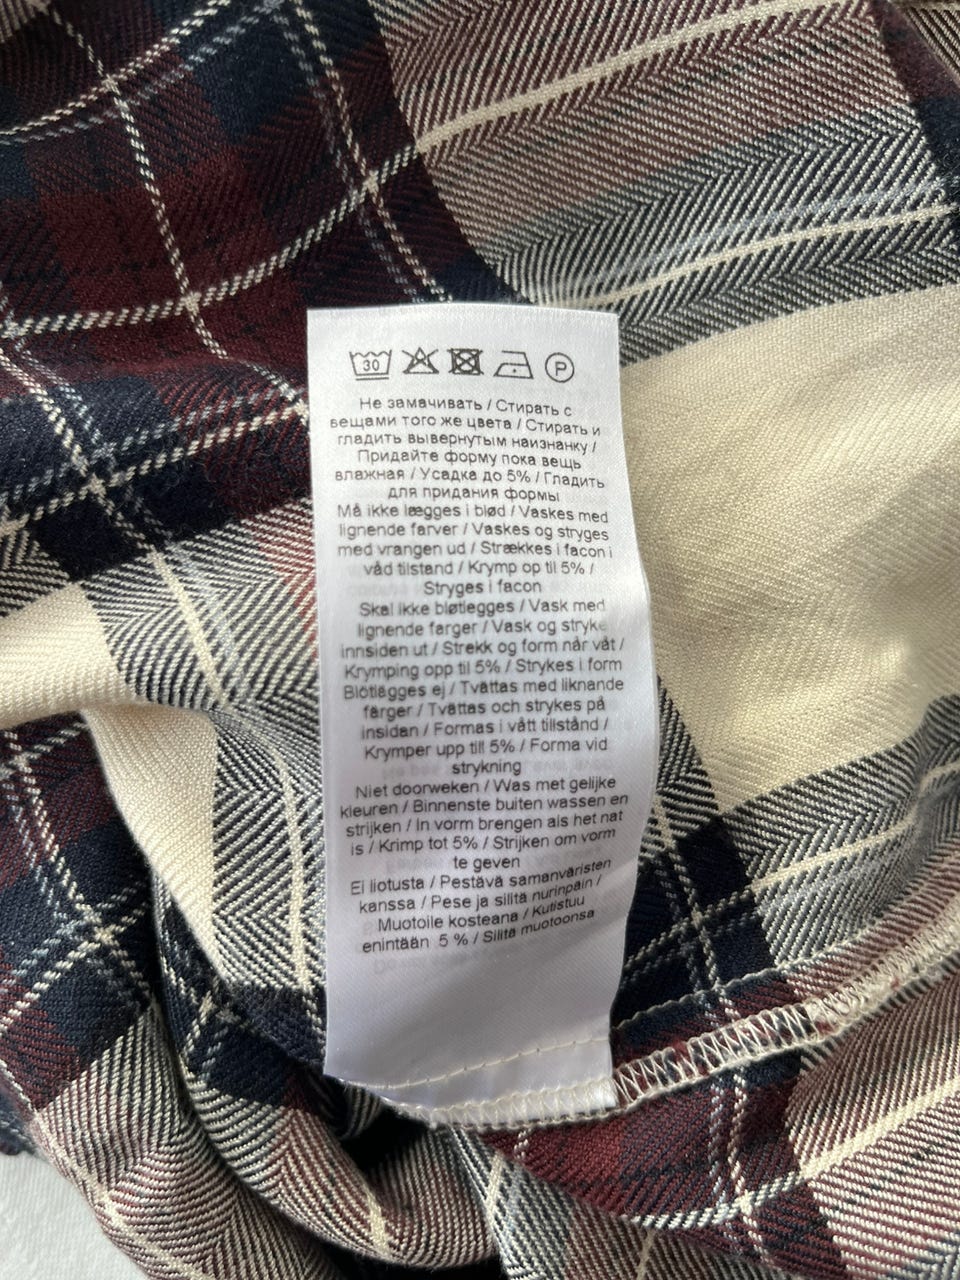 30 P
Не замачивать / Стирать с
вещами того же цвета / Стирать и
гладить вывернутым наизнанку /
Придайте форму пока вещь
влажная / Усадка до 5% / Гладить
для придания формы
Må ikke lægges i blød / Vaskes med
lignende farver / Vaskes og stryges
med vrangen ud / Strækkes i facon i
våd tilstand / Krymp op til 5% /
Stryges i facon
Skal ikke bløtlegges / Vask med
lignende farger / Vask og stryke
innsiden ut / Strekk og form når våt /
Krymping opp til 5% / Strykes i form
Blötlägges ej / Tvättas med liknande
färger / Tvättas och strykes på
insidan / Formas i vått tillstånd /
Krymper upp till 5% / Forma vid
strykning
Niet doorweken / Was met gelijke
kleuren / Binnenste buiten wassen en
strijken / In vorm brengen als het nat
is / Krimp tot 5% / Strijken om vorm
te geven
Ei liotusta / Pestävä samanväristen
kanssa / Pese ja silitä nurinpäin /
Muotoile kosteana / Kutistuu
enintään 5 % / Silitä muotoonsa